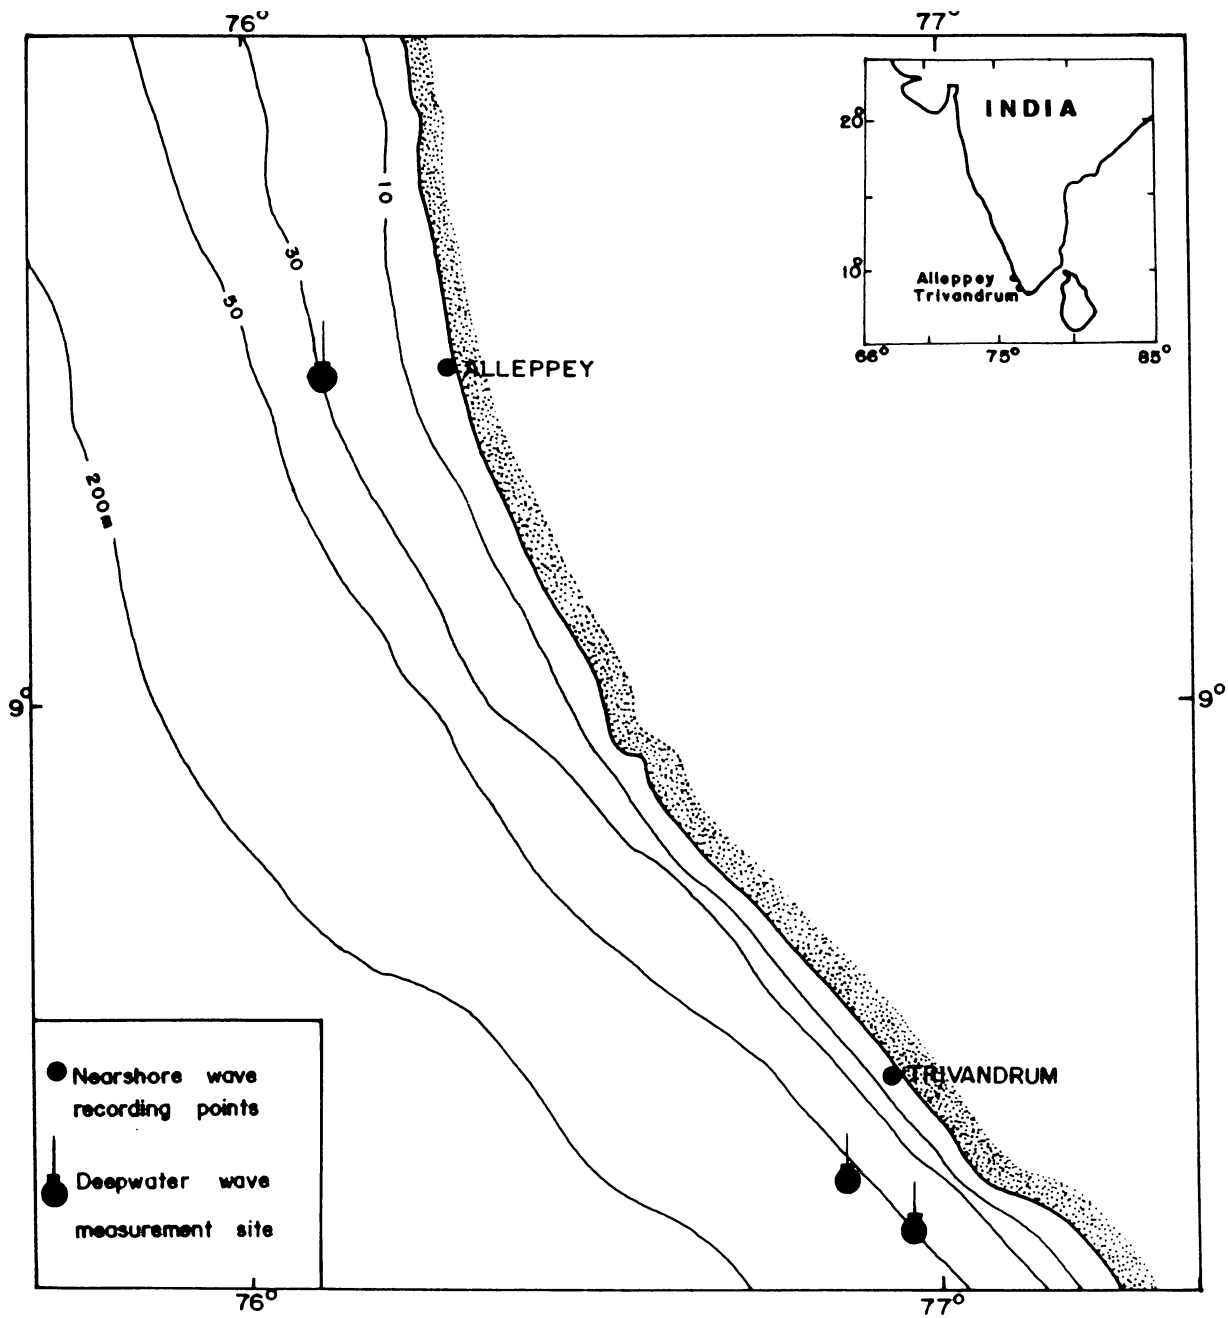 76°
77°
INDIA
20°
10°
Alleppey
Trivandrum
66°
75°
85°
10
30
50
ALLEPPEY
200m
9°
9°
TRIVANDRUM
Nearshore wave
recording points
Deepwater wave
measurement site
76°
77°